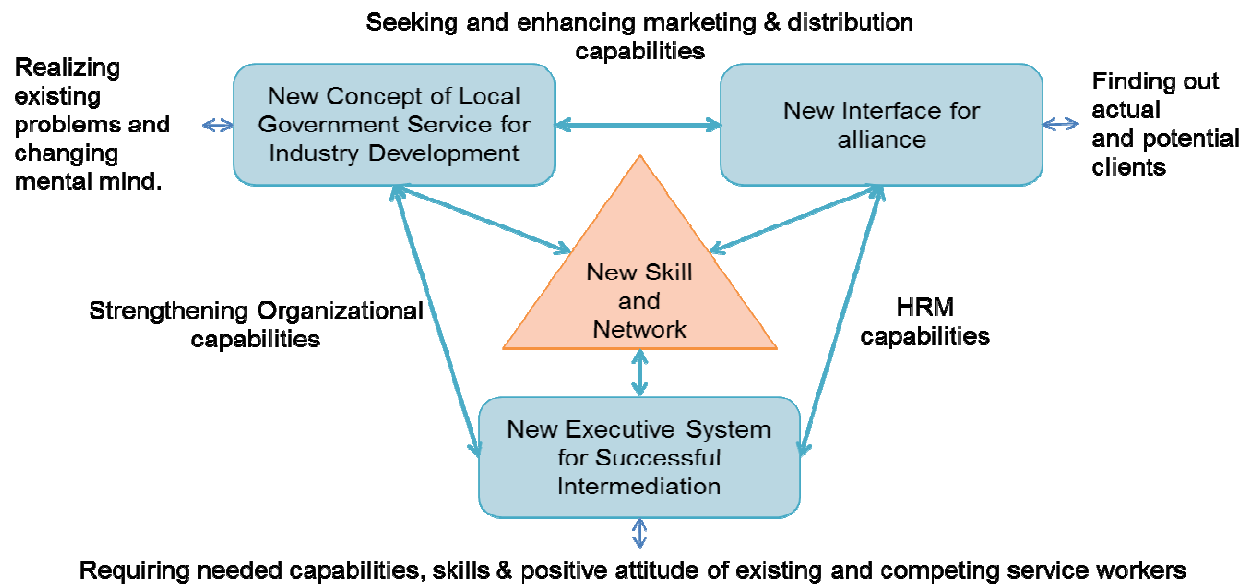 Seeking and enhancing marketing & distribution
capabilities
Realizing
existing
problems and
changing
mental mind.
New Concept of Local
Government Service for
Industry Development
New Interface for
alliance
Finding out
actual
and potential
clients
New Skill
and
Network
Strengthening Organizational
capabilities
HRM
capabilities
New Executive System
for Successful
Intermediation
Requiring needed capabilities, skills & positive attitude of existing and competing service workers